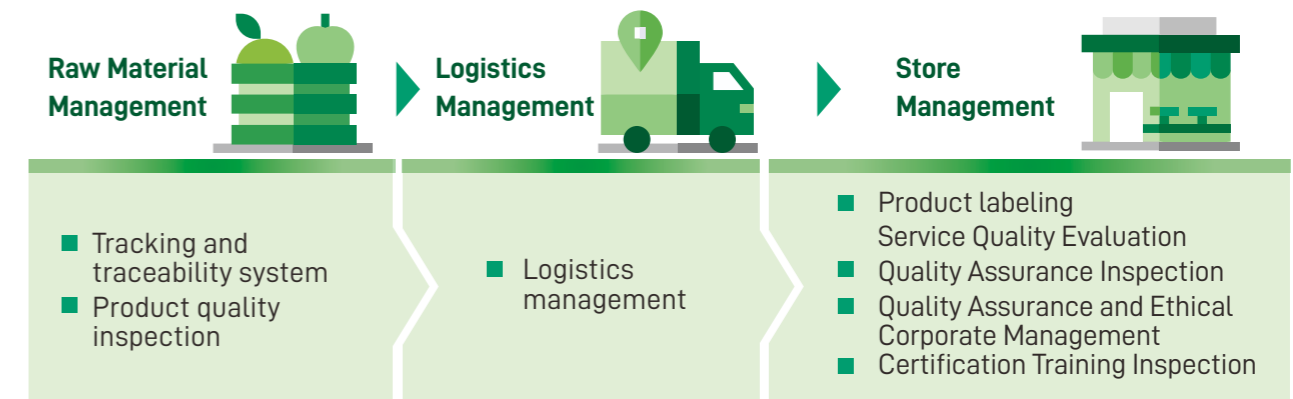 Raw Material
Management
Logistics
Management
Store
Management
Tracking and
traceability system
Product quality
inspection
Logistics
management
Product labeling
Service Quality Evaluation
Quality Assurance Inspection
Quality Assurance and Ethical
Corporate Management
Certification Training Inspection